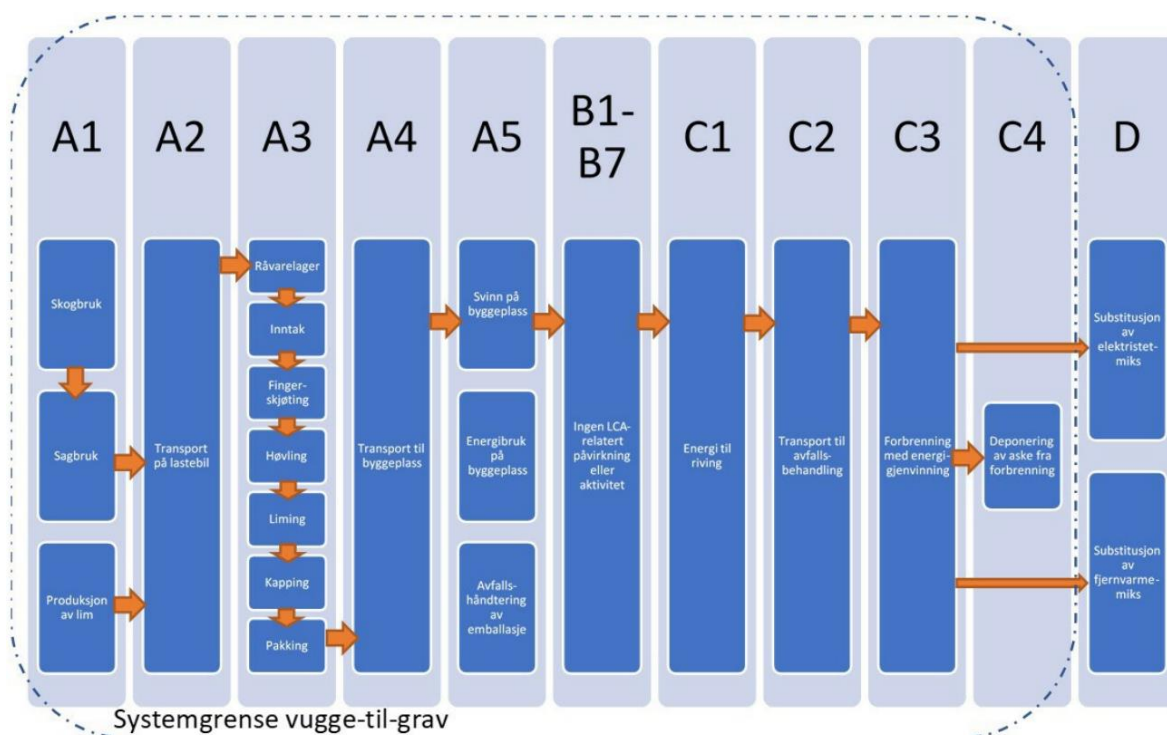 A1
A2
A3
A4
A5
B1-
B7
C1
C2
C3
C4
D
Skogbruk
Sagbruk
Produksjon
av lim
Transport
på lastebil
Råvarelager
Inntak
Finger-
skjøting
Høvling
Liming
Kapping
Pakking
Transport til
byggeplass
Svinn på
byggeplass
Energibruk
på
byggeplass
Avfalls-
håndtering
av
emballasje
Ingen LCA-
relatert
påvirkning
eller
aktivitet
Energi til
riving
Transport til
avfalls-
behandling
Forbrenning
med energi-
gjenvinning
Deponering
av aske fra
forbrenning
Substitusjon
av
elektristet-
miks
Substitusjon
av
fjernvarme-
miks
Systemgrense vugge-til-grav